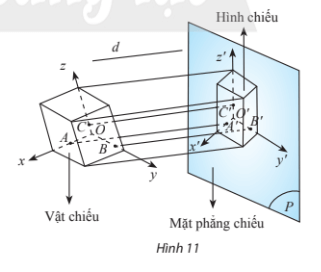 Hình chiếu
d
z
z'
C
O
A
B
C'
O'
A'
B'
x
y
x'
y'
P
Vật chiếu
Mặt phẳng chiếu
Hình 11